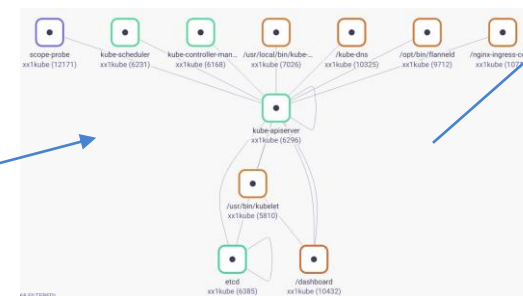 scope-probe
xx1kube (12171)
kube-scheduler
xx1kube (6231)
kube-controller-man...
xx1kube (6168)
/usr/local/bin/kube-...
xx1kube (7026)
/kube-dns
xx1kube (10325)
/opt/bin/flanneld
xx1kube (9712)
/nginx-ingress-co
xx1kube (107
kube-apiserver
xx1kube (6296)
/usr/bin/kubelet
xx1kube (5810)
etcd
xx1kube (6385)
/dashboard
xx1kube (10432)